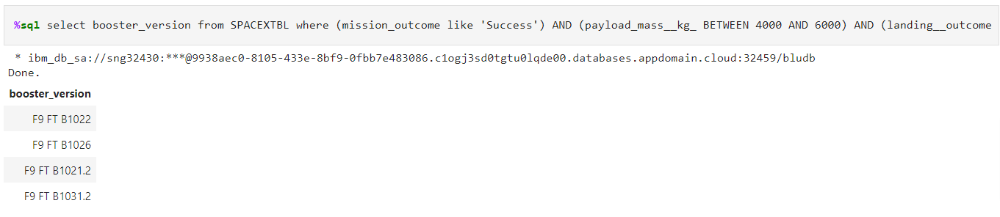 %sql select booster_version from SPACEXTBL where (mission_outcome like 'Success') AND (payload_mass__kg_ BETWEEN 4000 AND 6000) AND (landing__outcome
* ibm_db_sa://sng32430:***@9938aec0-8105-433e-8bf9-0fbb7e483086.c1ogj3sd0tgtu0lqde00.databases.appdomain.cloud:32459/bludb
Done.
booster_version
F9 FT B1022
F9 FT B1026
F9 FT B1021.2
F9 FT B1031.2